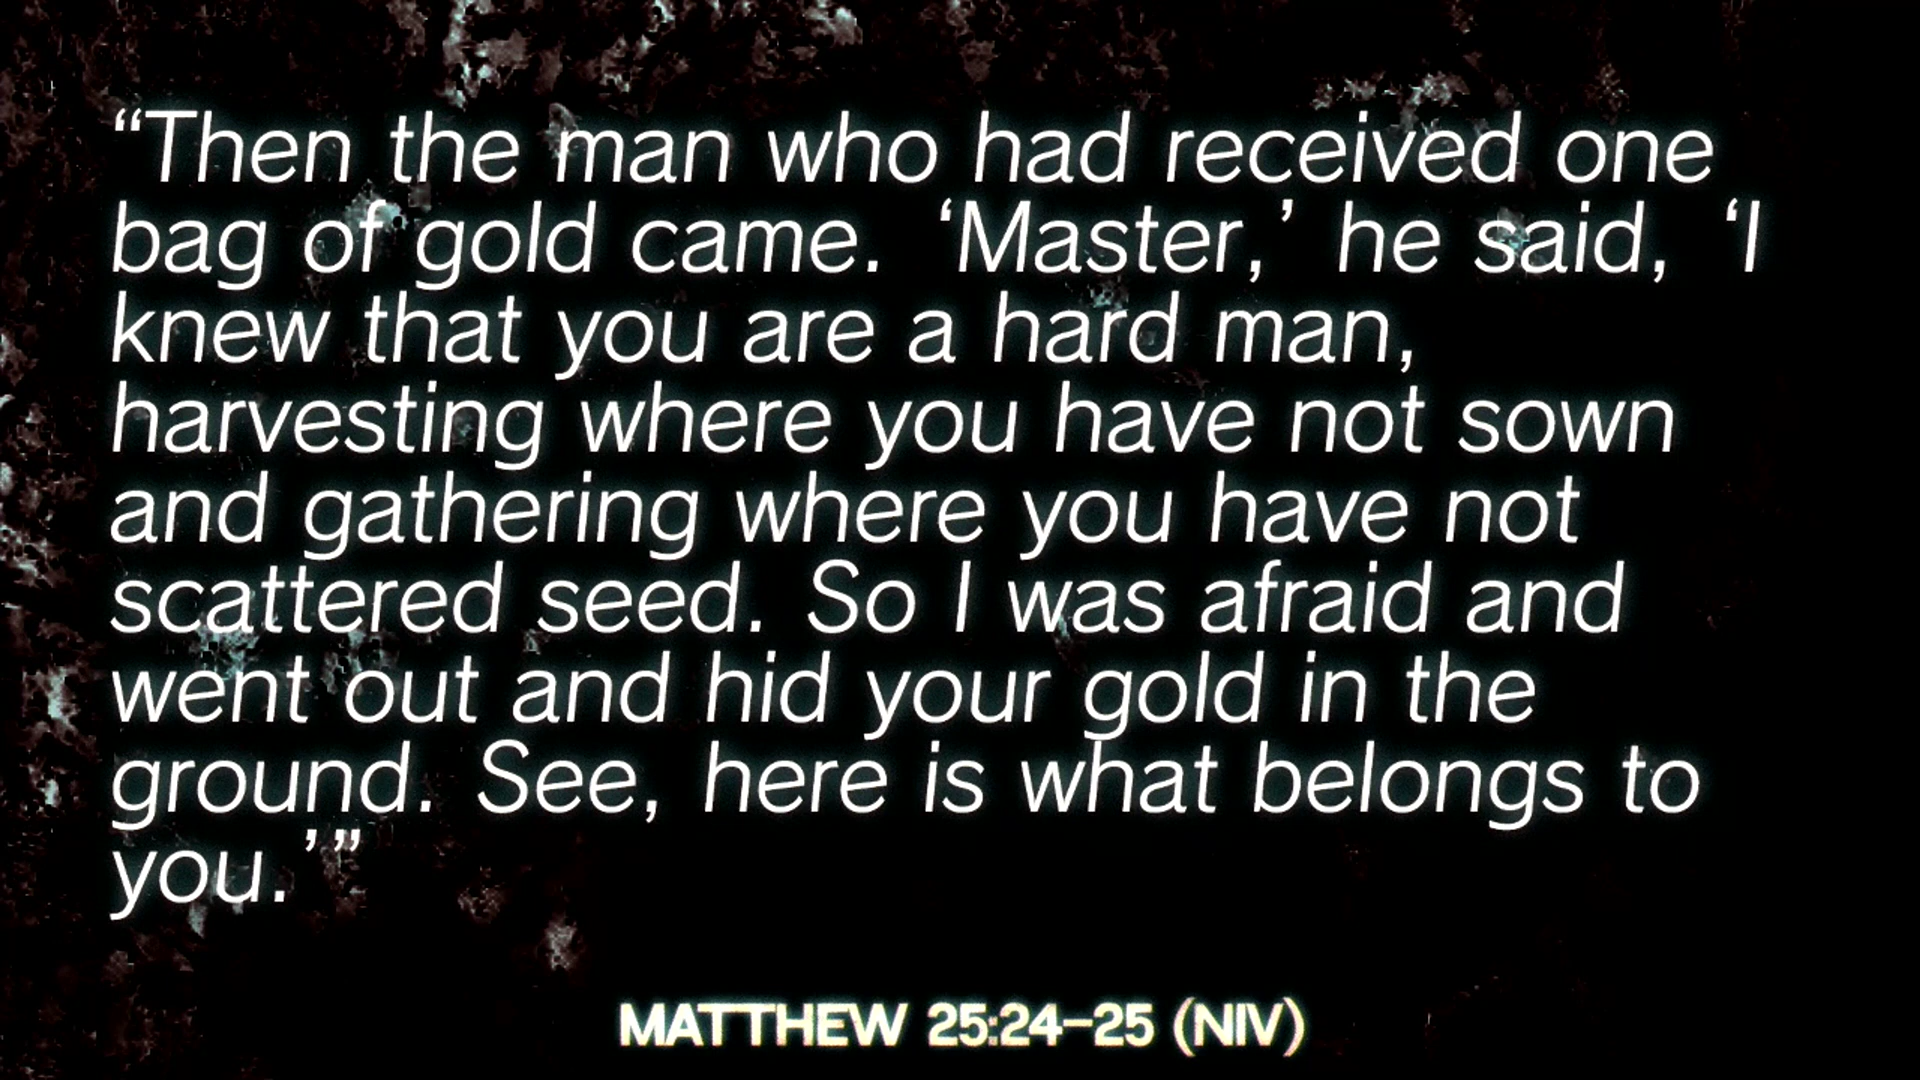 “Then the man who had received one
bag of gold came. ‘Master,’ he said, ‘I
knew that you are a hard man,
harvesting where you have not sown
and gathering where you have not
scattered seed. So I was afraid and
went out and hid your gold in the
ground. See, here is what belongs to
you.’”
MATTHEW 25:24–25 (NIV)